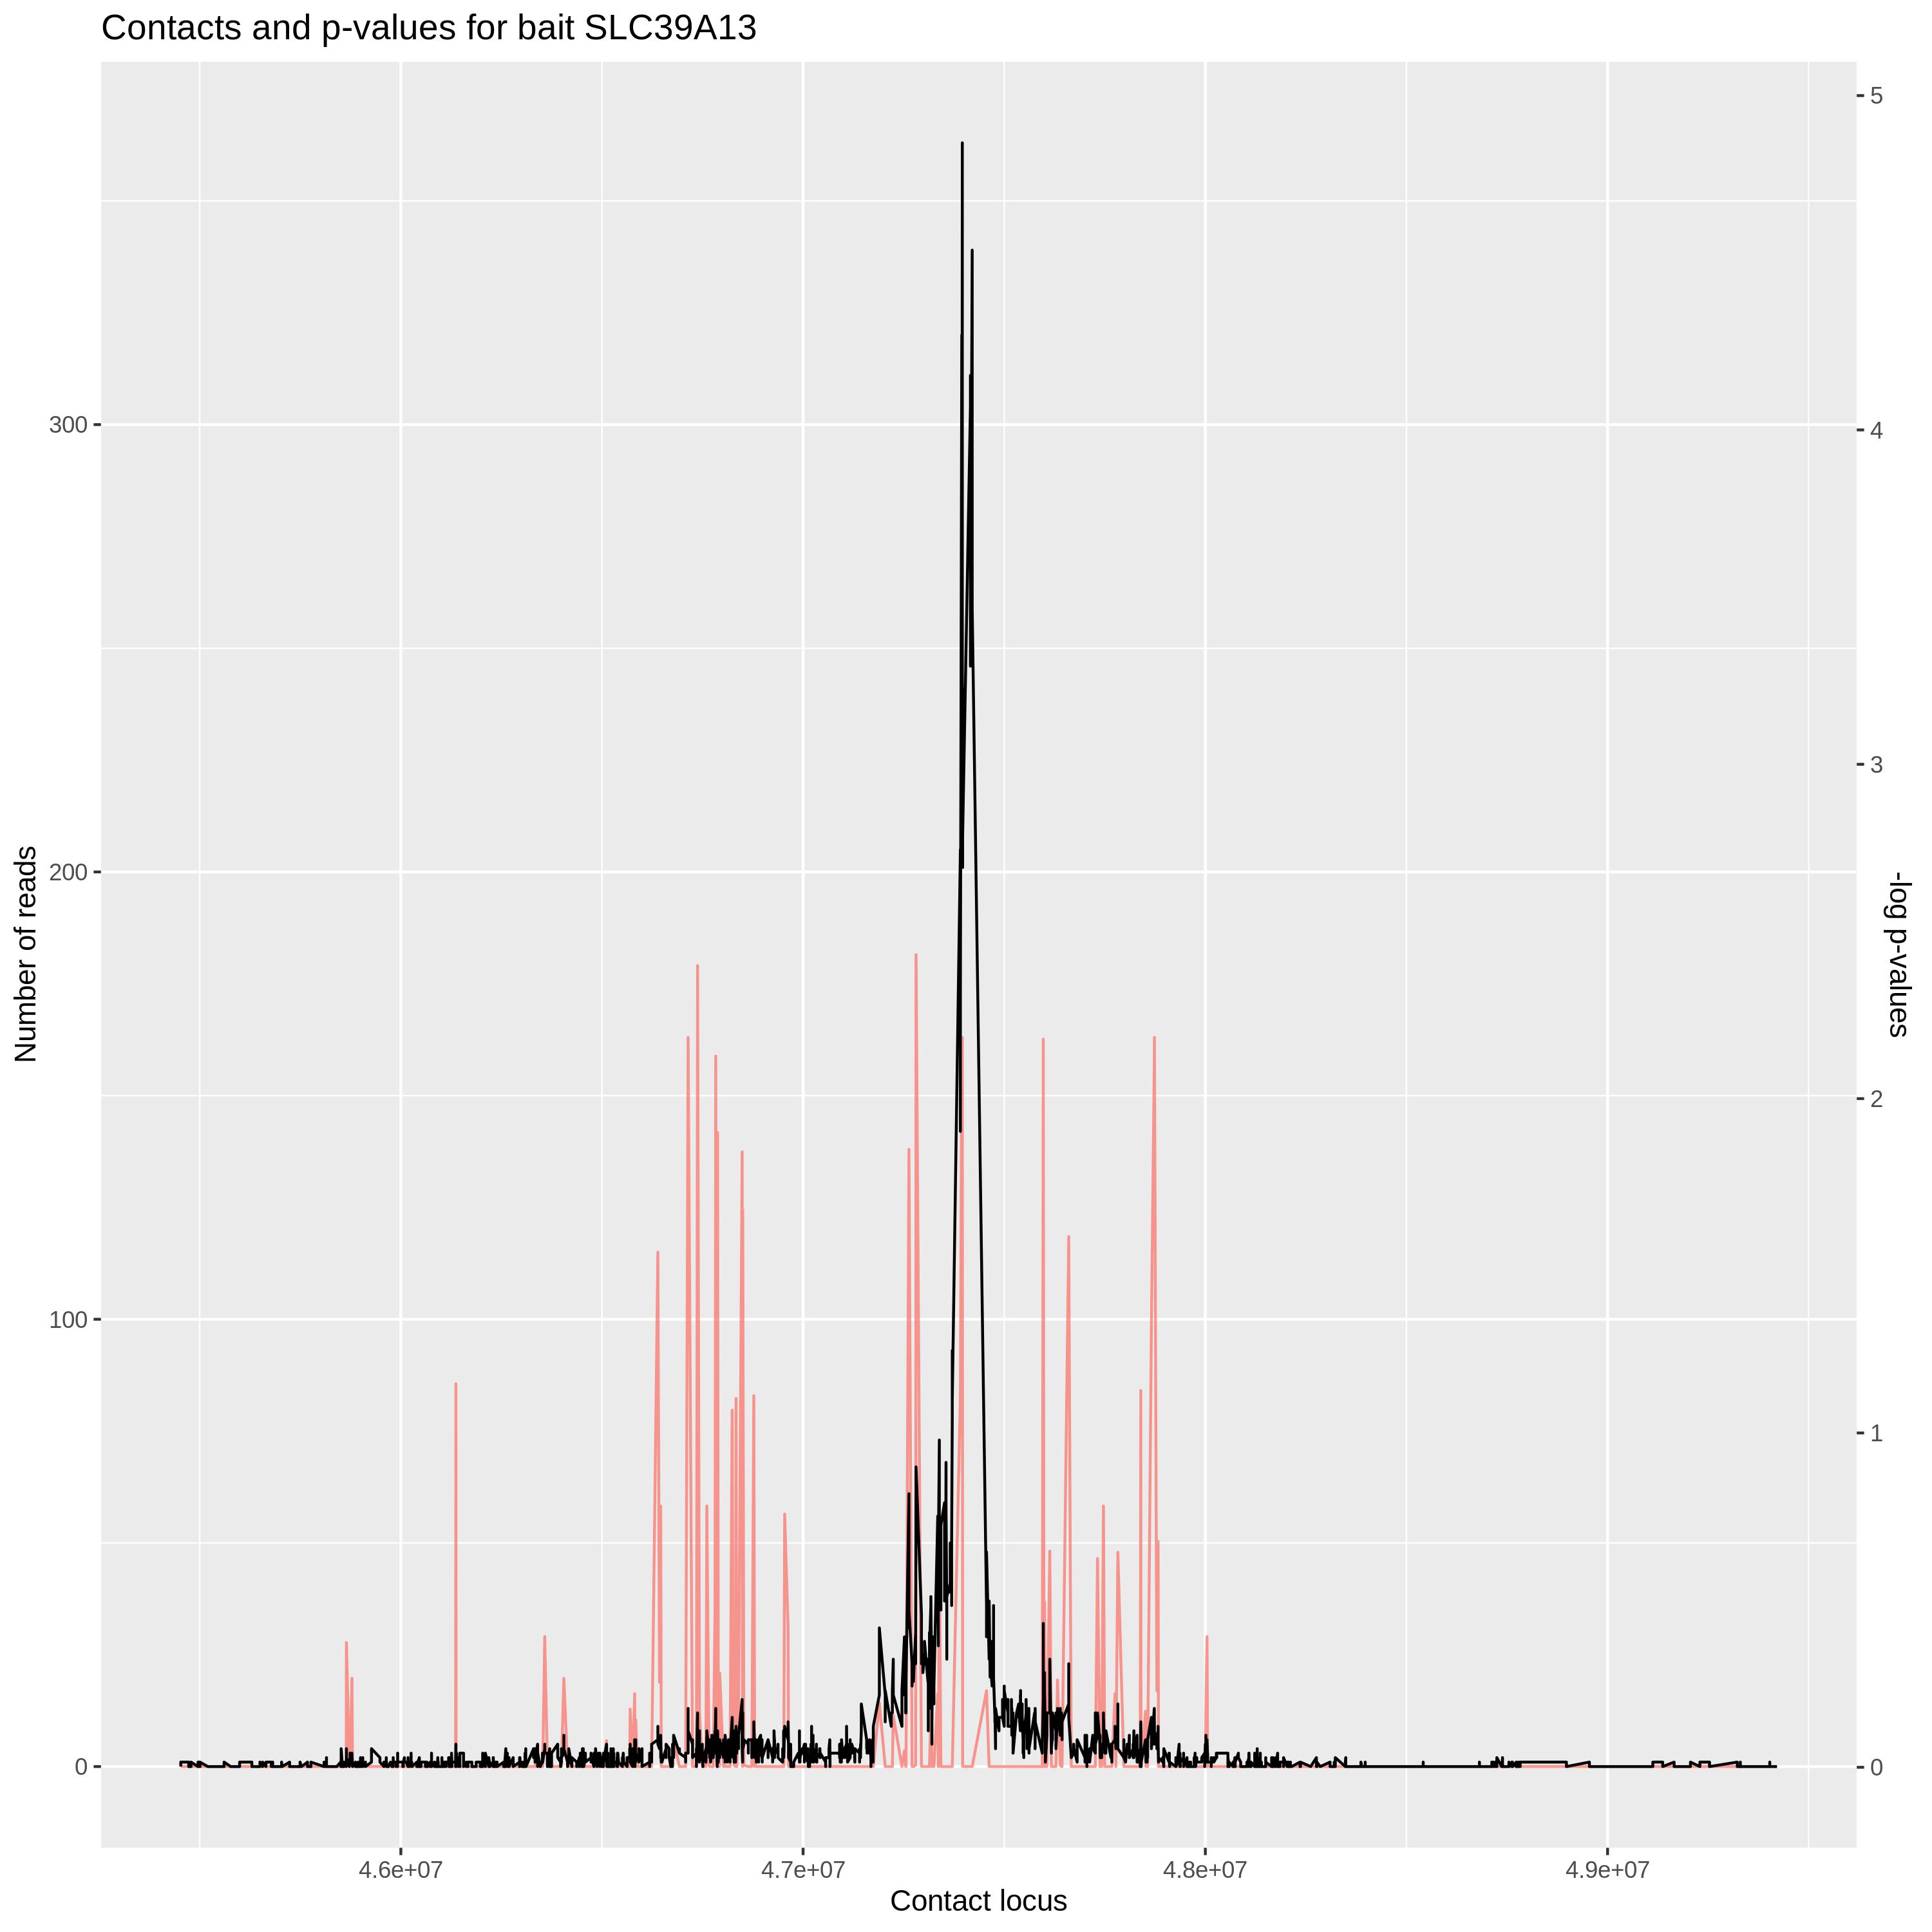 Contacts and p-values for bait SLC39A13
Number of reads
300
200
100
0
5
4
3
2
1
0
-log p-values
4.6e+07 4.7e+07 4.8e+07 4.9e+07
Contact locus